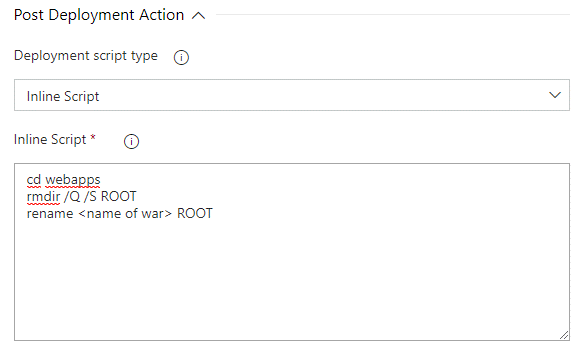 Post Deployment Action
Deployment script type
Inline Script
Inline Script *
cd webapps
rmdir /Q /S ROOT
rename <name of war> ROOT